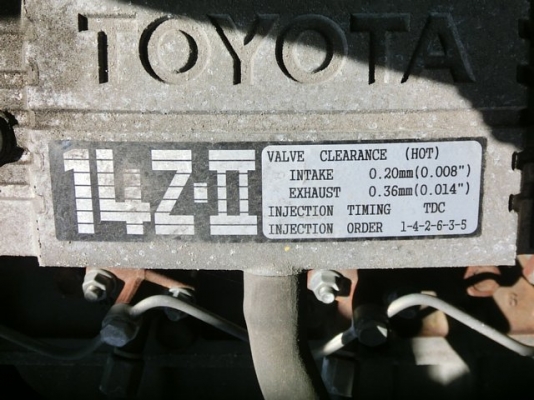 TOYOTA
14Z-II
VALVE CLEARANCE (HOT)
INTAKE 0.20mm(0.008")
EXHAUST 0.36mm(0.014")
INJECTION TIMING TDC
INJECTION ORDER 1-4-2-6-3-5